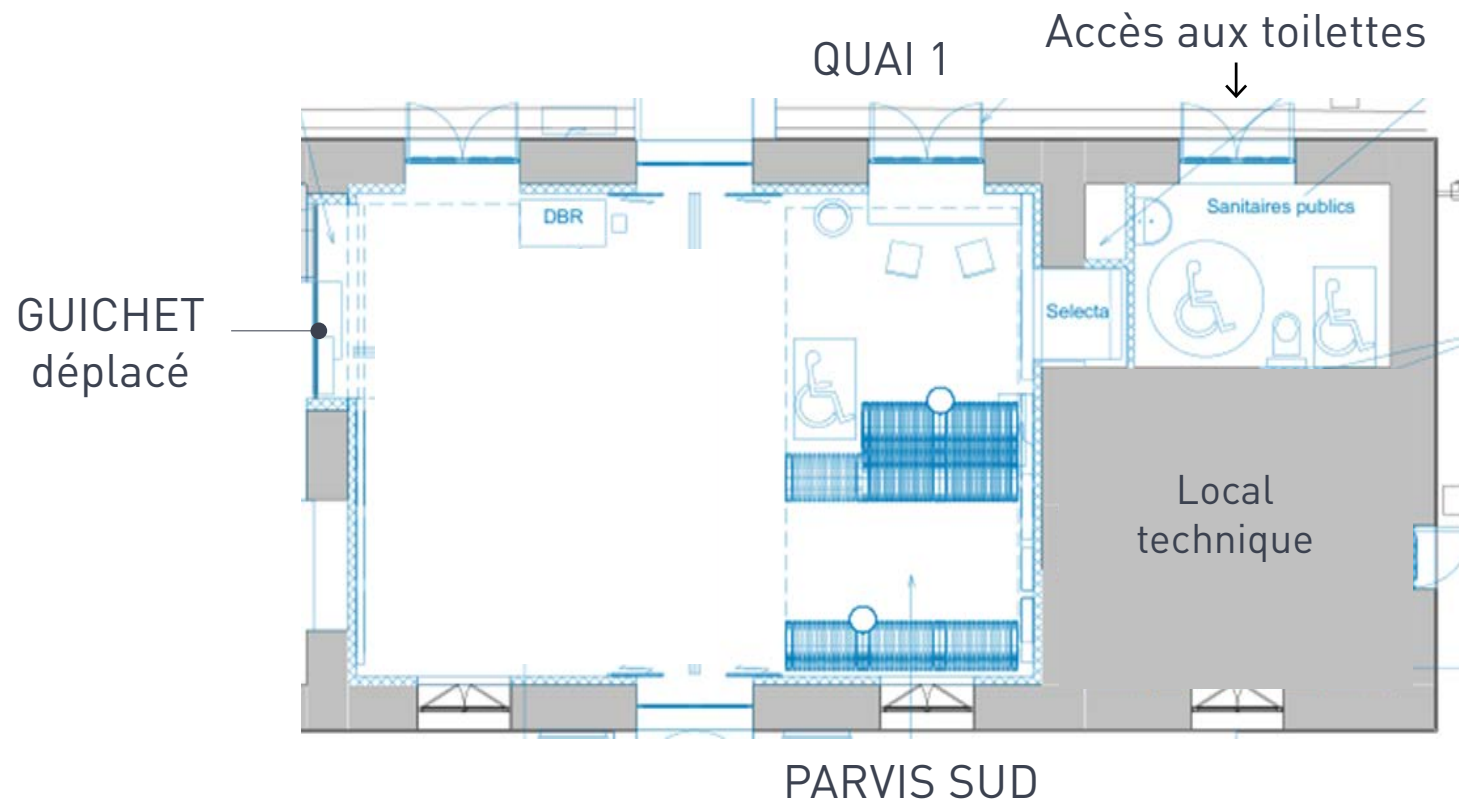 Accès aux toilettes
QUAI 1
DBR
Sanitaires publics
Selecta
GUICHET
déplacé
Local
technique
PARVIS SUD